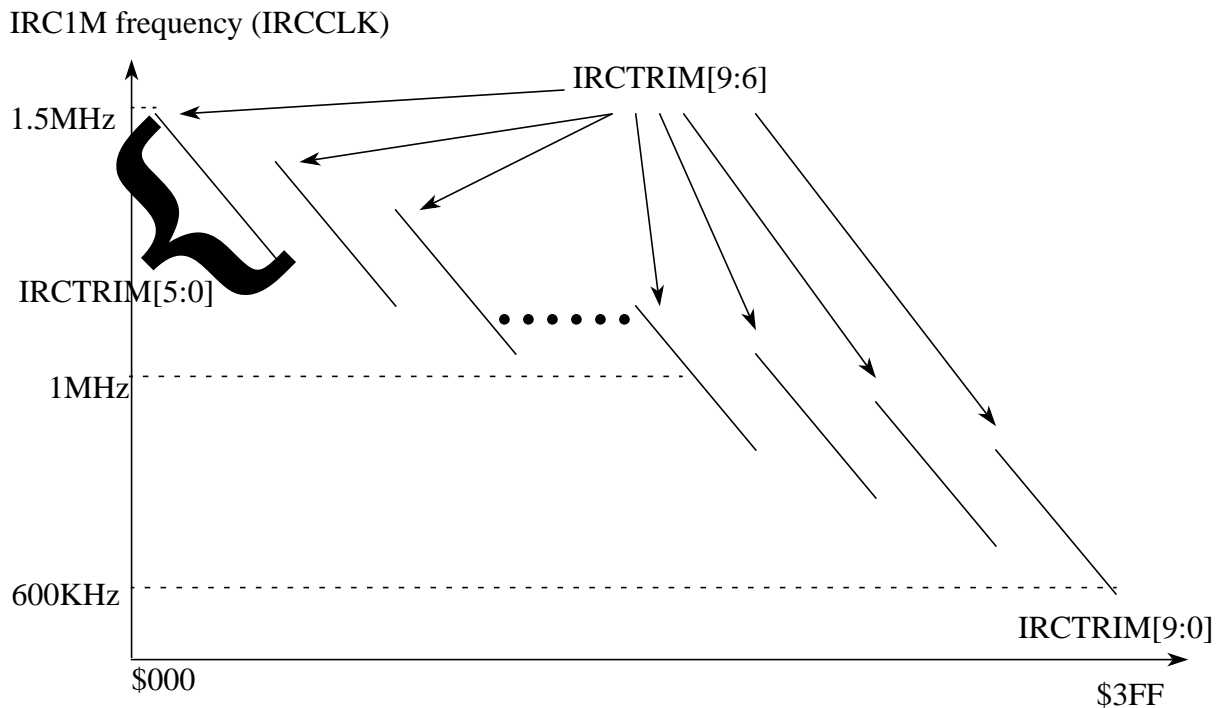 IRC1M frequency (IRCCLK)
IRCTRIM[9:6]
1.5MHz
IRCTRIM[5:0]
1MHz
600KHz
IRCTRIM[9:0]
$000
$3FF